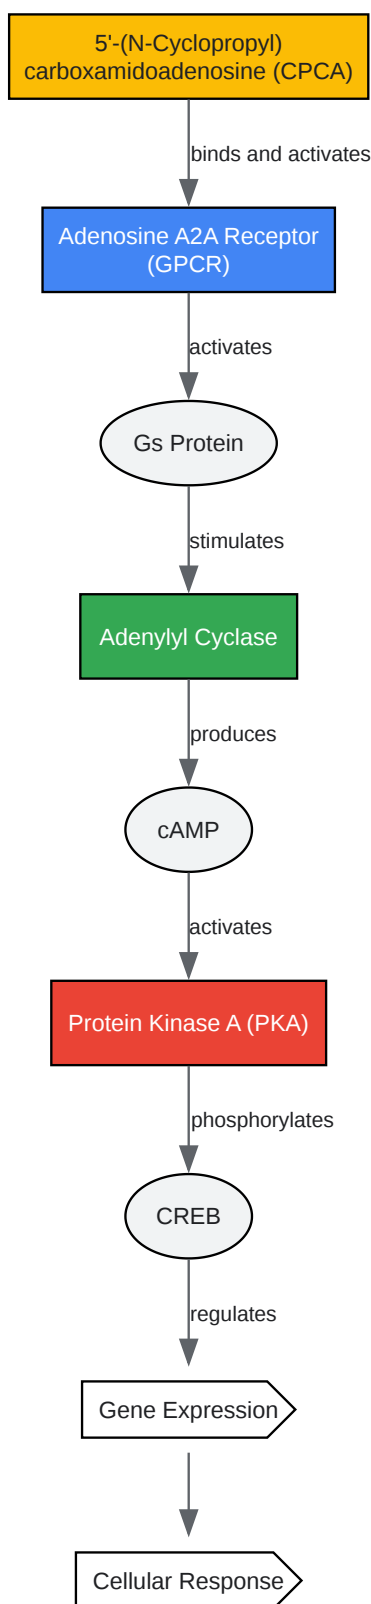 5'-(N-Cyclopropyl)
carboxamidoadenosine (CPCA)
binds and activates
Adenosine A2A Receptor
(GPCR)
activates
Gs Protein
stimulates
Adenylyl Cyclase
produces
cAMP
activates
Protein Kinase A (PKA)
phosphorylates
CREB
regulates
Gene Expression
Cellular Response